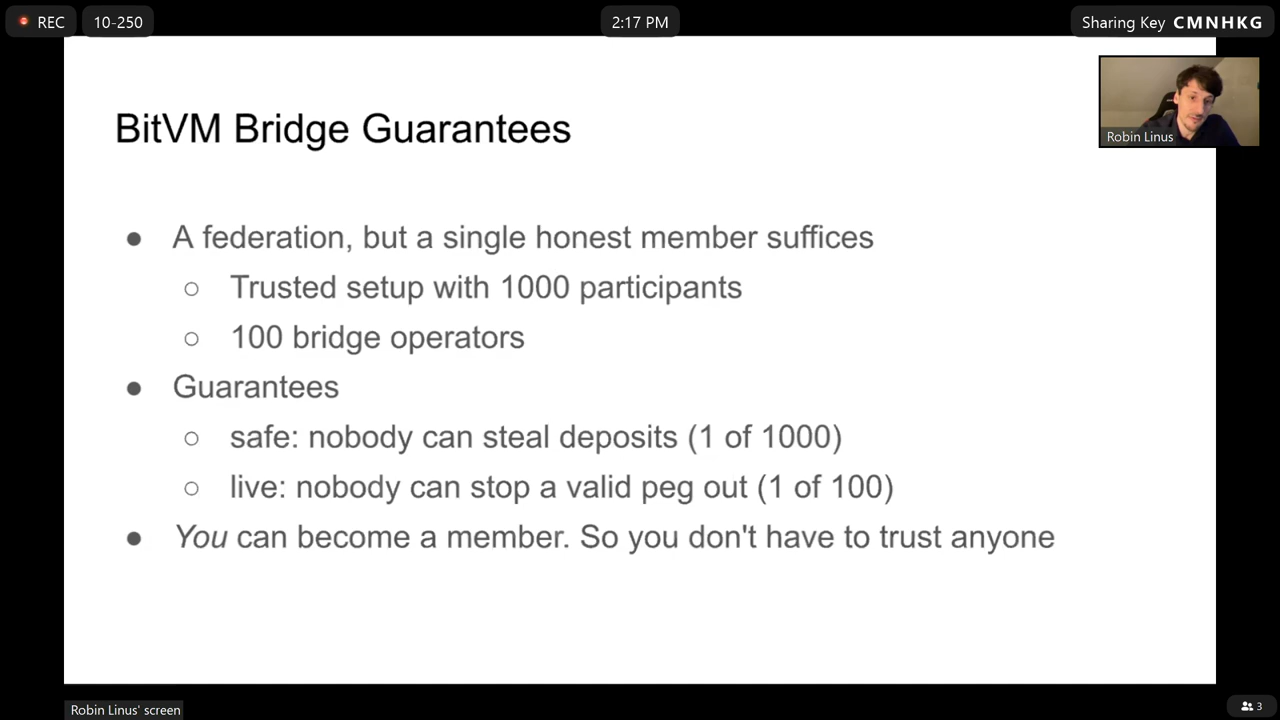 REC
10-250
2:17 PM
Sharing Key CMNHKG
BitVM Bridge Guarantees
Robin Linus
● A federation, but a single honest member suffices
○ Trusted setup with 1000 participants
○ 100 bridge operators
● Guarantees
○ safe: nobody can steal deposits (1 of 1000)
○ live: nobody can stop a valid peg out (1 of 100)
● You can become a member. So you don't have to trust anyone
Robin Linus' screen
3